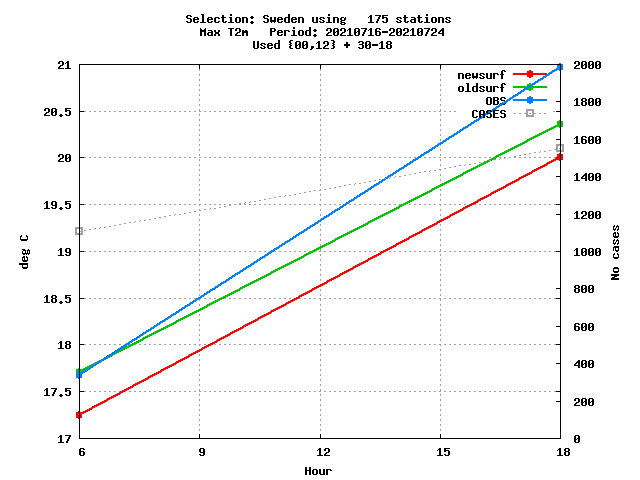 Selection: Sweden using   175 stations
Max T2m   Period: 20210716-20210724
Used {00,12} + 30-18
newsurf
oldsurf
OBS
CASES
21
20.5
20
19.5
19
18.5
18
17.5
17
2000
1800
1600
1400
1200
1000
800
600
400
200
0
deg C
No cases
6 9 12 15 18
Hour